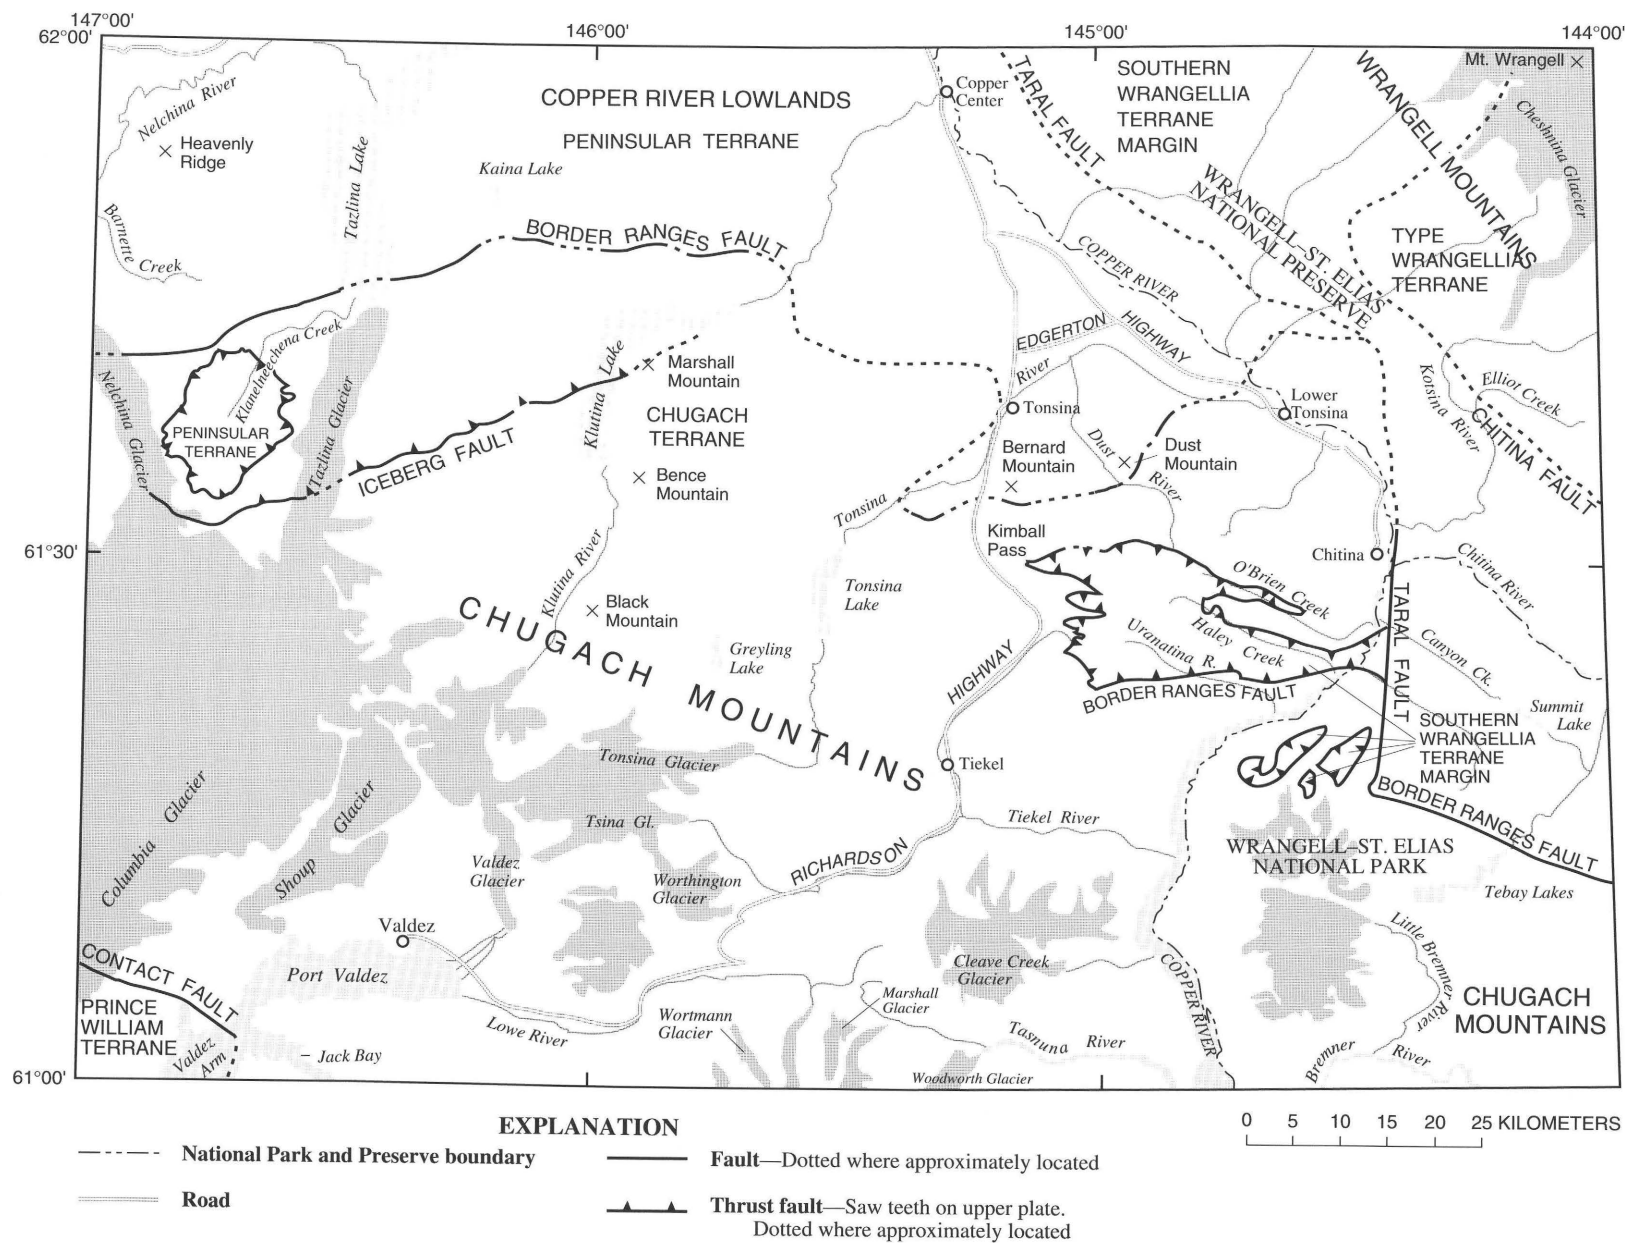 147°00'
146°00'
145°00'
144°00'
62°00'
Mt. Wrangell
Copper
Center
TARAL FAULT
SOUTHERN
WRANGELLIA
TERRANE
MARGIN
WRANGELL MOUNTAINS
Cheshnina Glacier
COPPER RIVER LOWLANDS
PENINSULAR TERRANE
Nelchina River
Heavenly
Ridge
Tazlina Lake
Kaina Lake
WRANGELL–ST. ELIAS
NATIONAL PRESERVE
Barnette Creek
BORDER RANGES FAULT
COPPER RIVER
TYPE
WRANGELLIA
TERRANE
EDGERTON HIGHWAY
Klanelneechena Creek
Nelchina Glacier
Tazlina Glacier
PENINSULAR
TERRANE
ICEBERG FAULT
Klutina Lake
Marshall
Mountain
CHUGACH
TERRANE
Bence
Mountain
River
Tonsina
Lower
Tonsina
Kotsina River
Elliot Creek
CHITINA FAULT
Bernard
Mountain
Dust
River
Dust
Mountain
Tonsina
Kimball
Pass
Chitina
Chitina River
61°30'
Klutina River
Black
Mountain
Tonsina
Lake
O'Brien Creek
Haley Creek
Uranatina R.
TARAL FAULT
Canyon Ck.
Greyling
Lake
CHUGACH MOUNTAINS
HIGHWAY
BORDER RANGES FAULT
Summit
Lake
SOUTHERN
WRANGELLIA
TERRANE
MARGIN
Tonsina Glacier
Tiekel
BORDER RANGES FAULT
Columbia Glacier
Shoup Glacier
Tsina Gl.
Tiekel River
RICHARDSON
WRANGELL–ST. ELIAS
NATIONAL PARK
Valdez
Glacier
Worthington
Glacier
Tebay Lakes
Valdez
Little Bremner River
CONTACT FAULT
Port Valdez
Cleave Creek
Glacier
COPPER RIVER
Marshall
Glacier
CHUGACH
MOUNTAINS
PRINCE
WILLIAM
TERRANE
Valdez
Arm
Jack Bay
Lowe River
Wortmann
Glacier
Tasnuna River
Bremner River
Woodworth Glacier
61°00'
EXPLANATION
National Park and Preserve boundary
Road
Fault—Dotted where approximately located
Thrust fault—Saw teeth on upper plate.
Dotted where approximately located
0 5 10 15 20 25 KILOMETERS